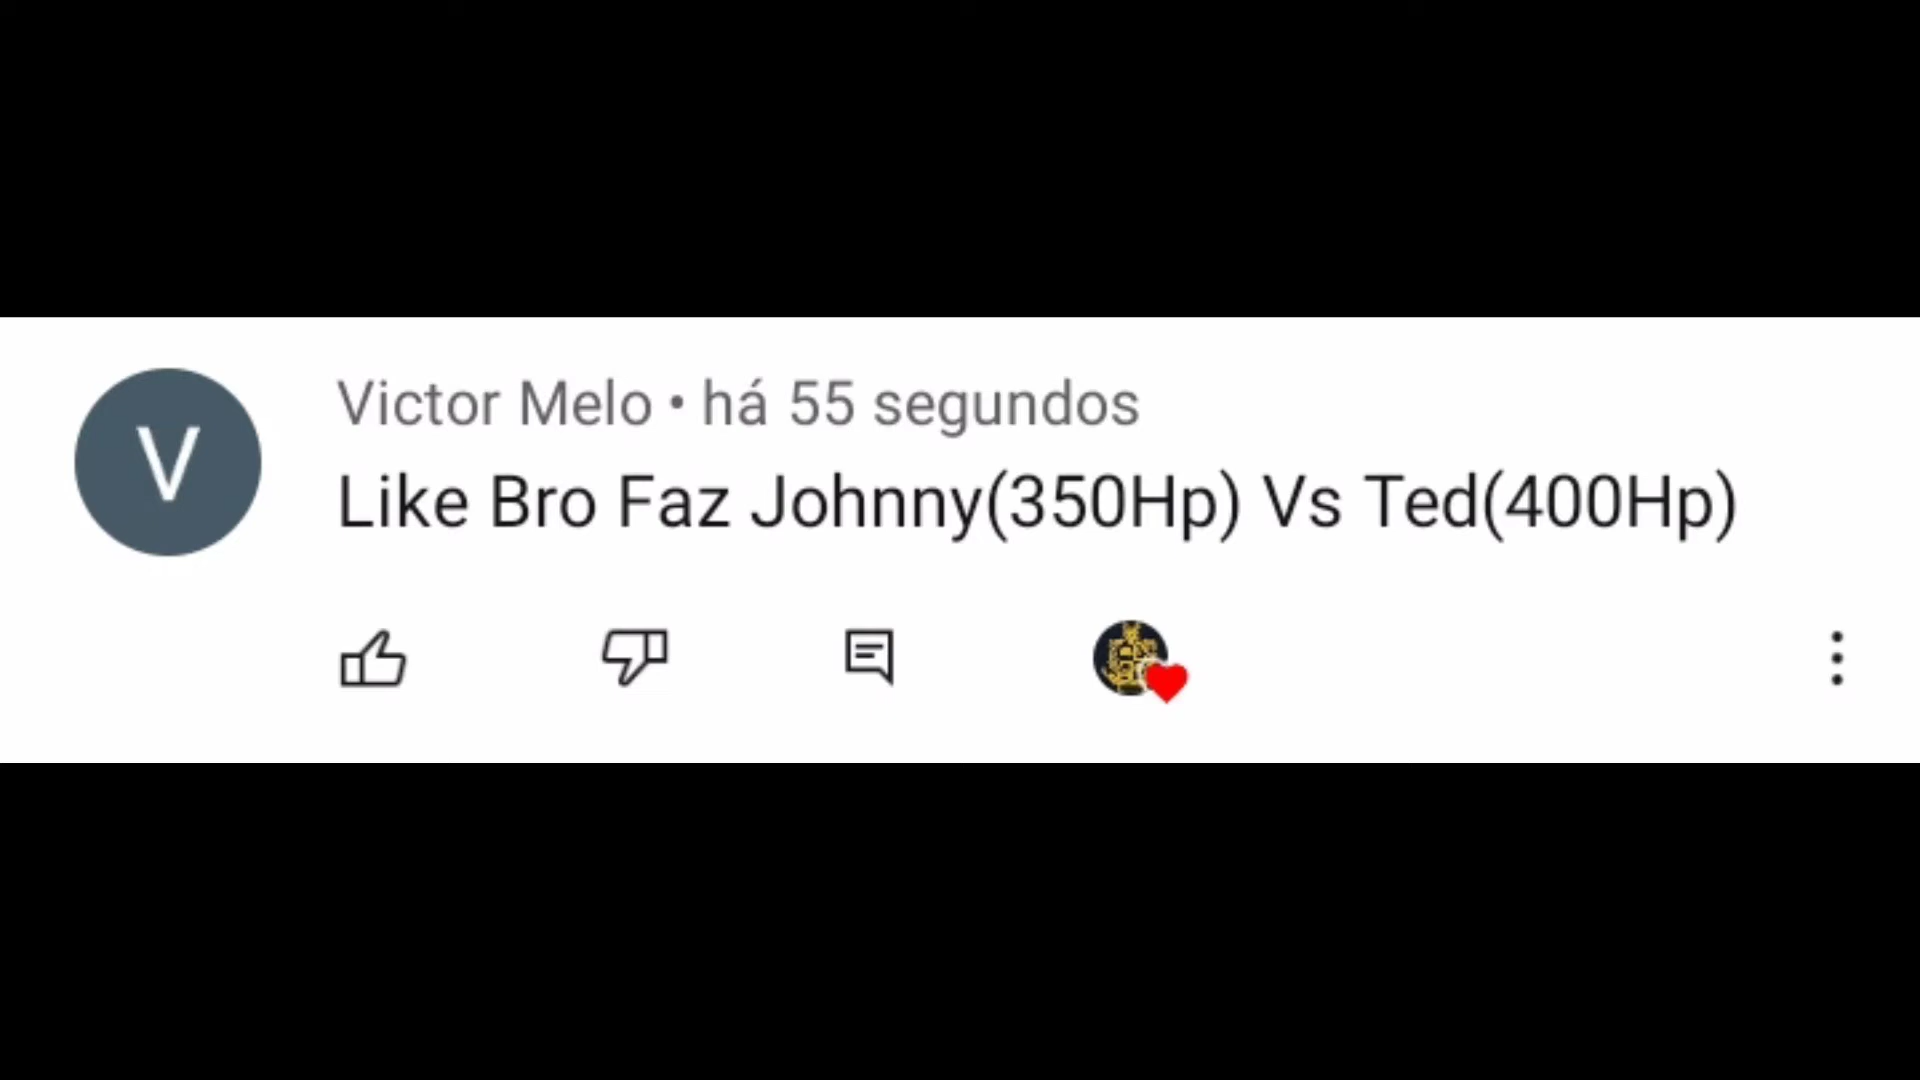 V
Victor Melo • há 55 segundos
Like Bro Faz Johnny(350Hp) Vs Ted(400Hp)